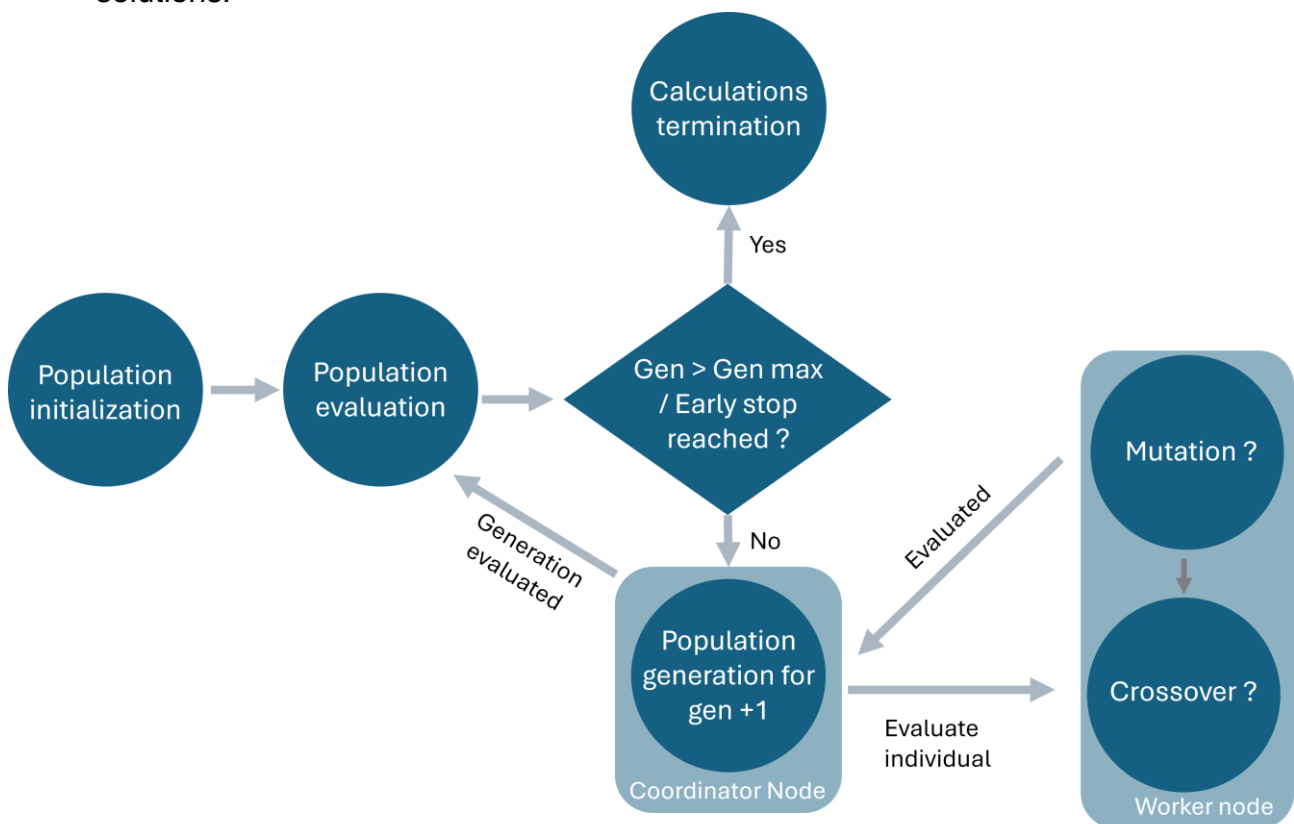 solutions.
Calculations
termination
Yes
Population
initialization
Population
evaluation
Gen > Gen max
/ Early stop
reached ?
Mutation ?
Evaluated
Generation
evaluated
No
Population
generation for
gen +1
Crossover ?
Evaluate
individual
Coordinator Node
Worker node